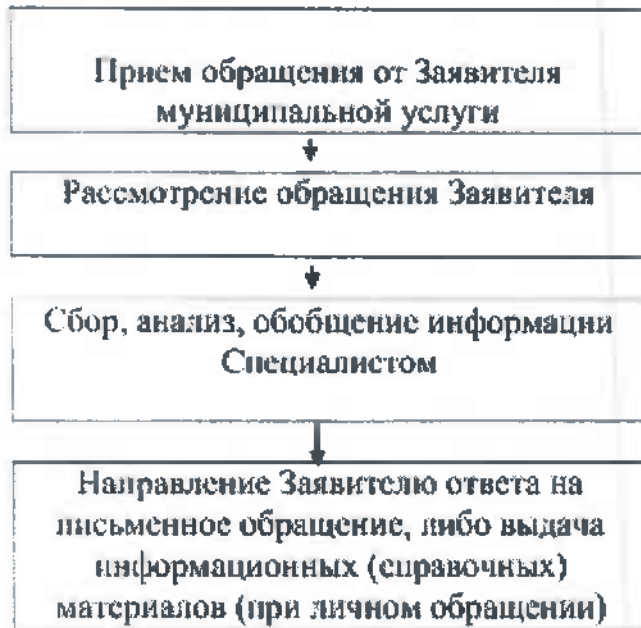 Прием обращения от Заявителя
муниципальной услуги
Рассмотрение обращения Заявителя
Сбор, анализ, обобщение информации
Специалистом
Направление Заявителю ответа на
письменное обращение, либо выдача
информационных (справочных)
материалов (при личном обращении)